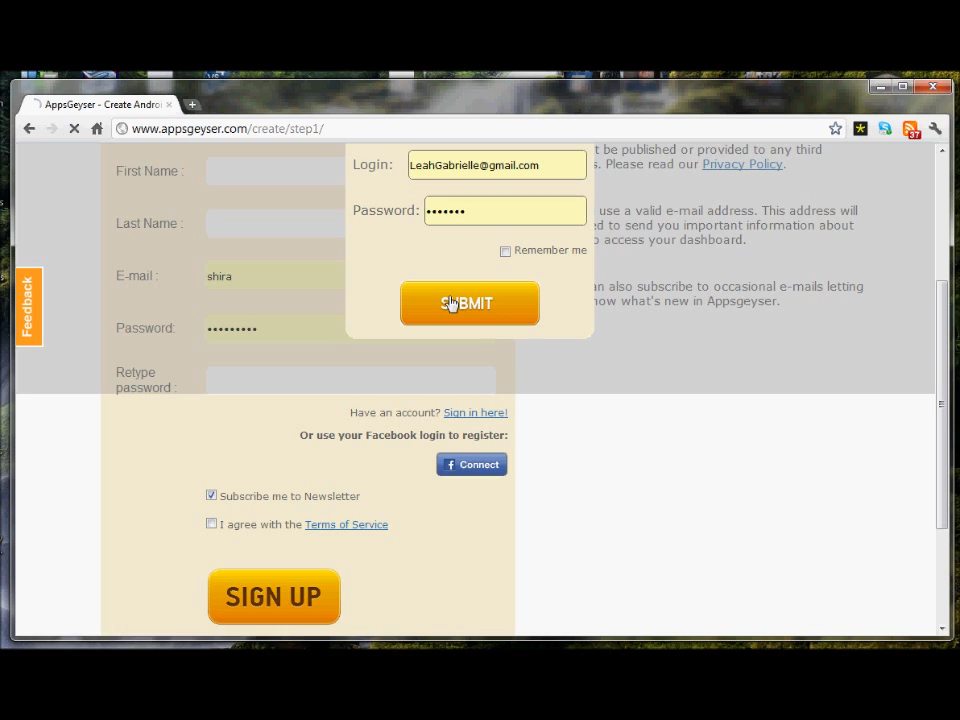 AppsGeyser - Create Androi
www.appsgeyser.com/create/step1/
37
Login: LeahGabrielle@gmail.com
Password: •••••••
Remember me
SUBMIT
t be published or provided to any third
s. Please read our Privacy Policy.
use a valid e-mail address. This address will
ed to send you important information about
o access your dashboard.
an also subscribe to occasional e-mails letting
now what's new in Appsgeyser.
Feedback
First Name :
Last Name :
E-mail : shira
Password: •••••••••
Retype
password :
Have an account? Sign in here!
Or use your Facebook login to register:
f Connect
Subscribe me to Newsletter
I agree with the Terms of Service
SIGN UP